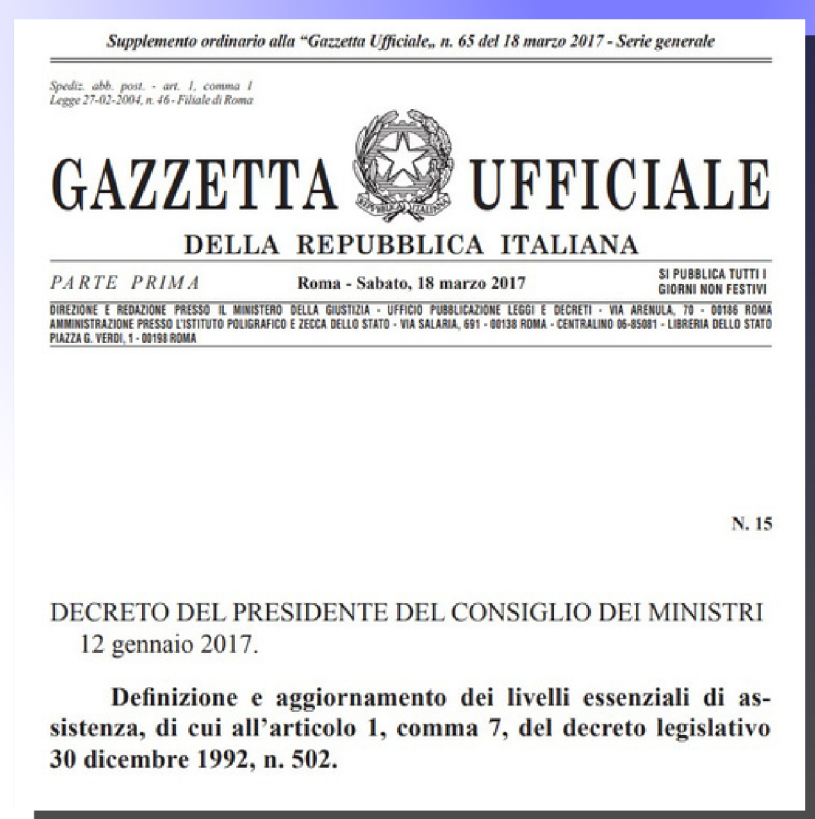 Supplemento ordinario alla “Gazzetta Ufficiale„ n. 65 del 18 marzo 2017 - Serie generale
Spediz. abb. post. - art. 1, comma 1
Legge 27-02-2004, n. 46 - Filiale di Roma
GAZZETTA UFFICIALE
DELLA REPUBBLICA ITALIANA
PARTE PRIMA
Roma - Sabato, 18 marzo 2017
SI PUBBLICA TUTTI I
GIORNI NON FESTIVI
DIREZIONE E REDAZIONE PRESSO IL MINISTERO DELLA GIUSTIZIA - UFFICIO PUBBLICAZIONE LEGGI E DECRETI - VIA ARENULA, 70 - 00186 ROMA
AMMINISTRAZIONE PRESSO L'ISTITUTO POLIGRAFICO E ZECCA DELLO STATO - VIA SALARIA, 691 - 00138 ROMA - CENTRALINO 06-85081 - LIBRERIA DELLO STATO
PIAZZA G. VERDI, 1 - 00198 ROMA
N. 15
DECRETO DEL PRESIDENTE DEL CONSIGLIO DEI MINISTRI
12 gennaio 2017.
Definizione e aggiornamento dei livelli essenziali di as-
sistenza, di cui all’articolo 1, comma 7, del decreto legislativo
30 dicembre 1992, n. 502.